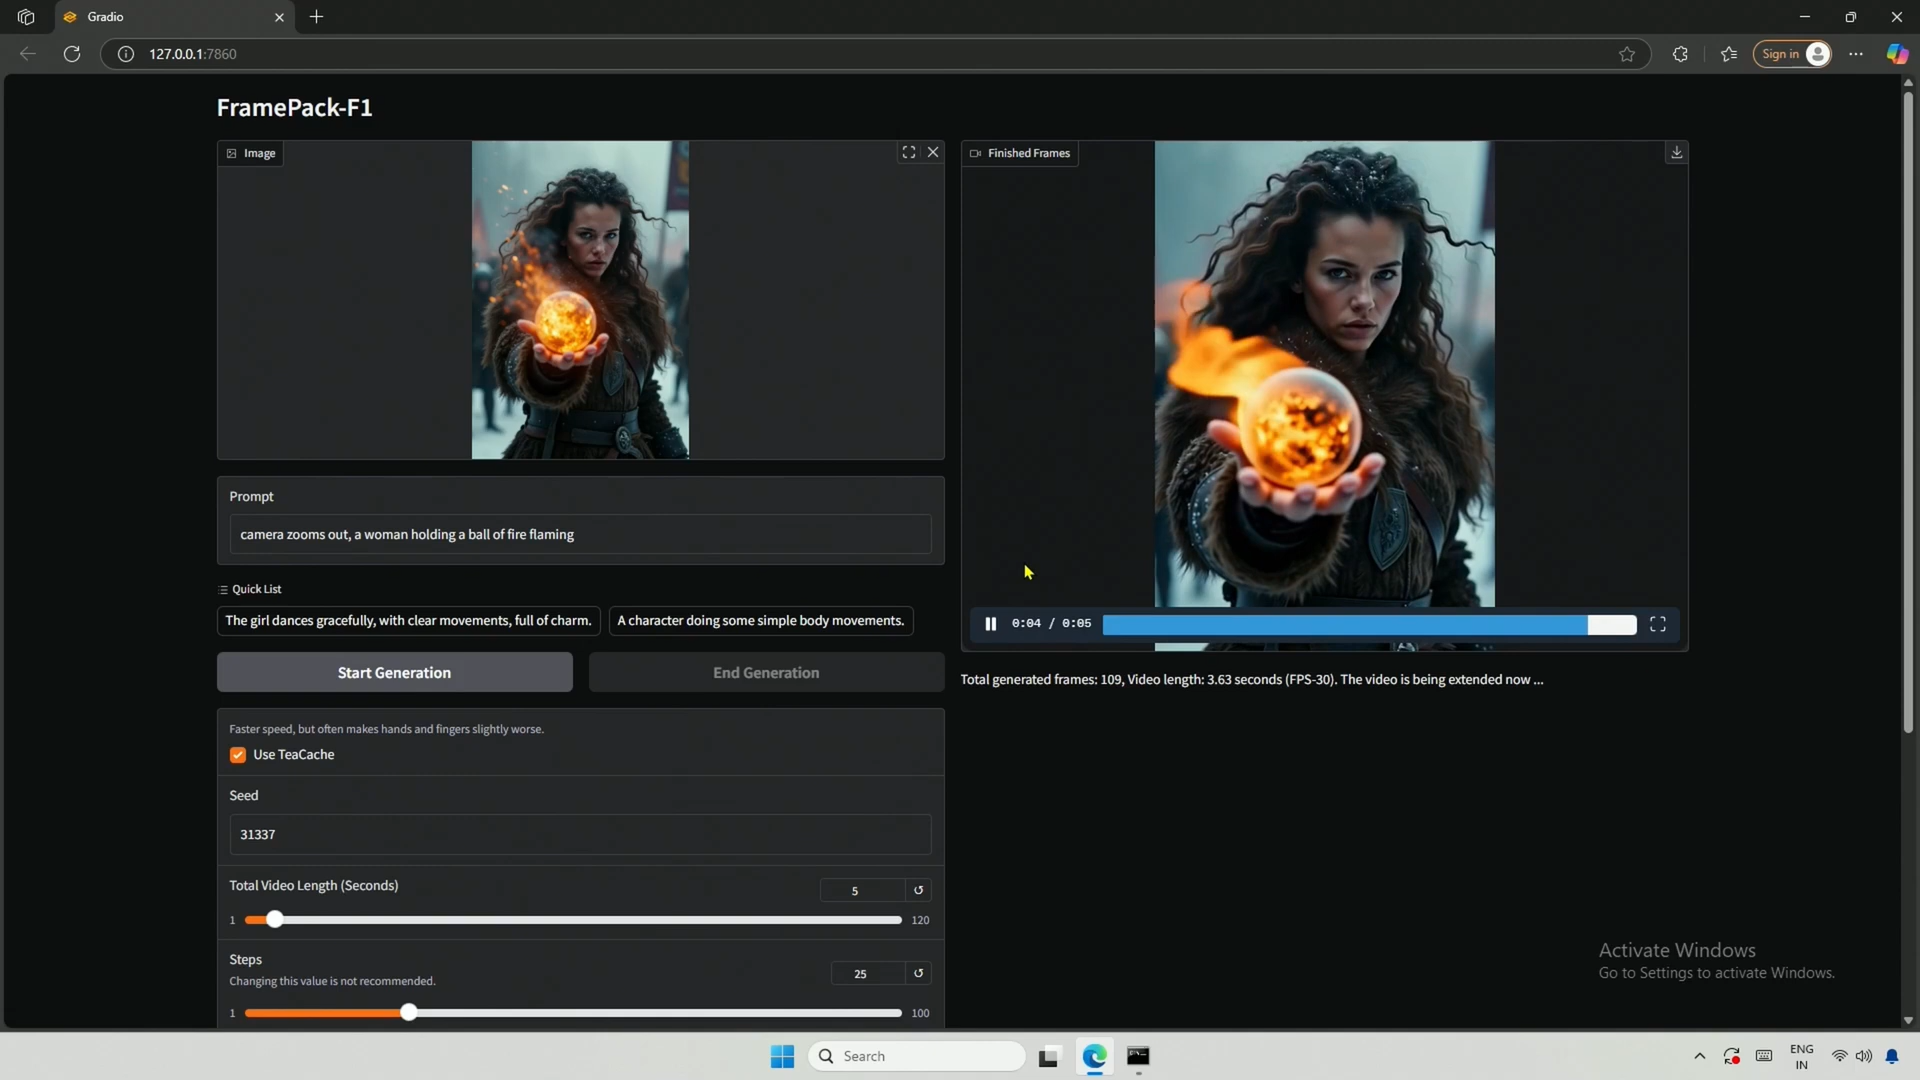 Gradio
127.0.0.1:7860
Sign in
FramePack-F1
Image
Finished Frames
Prompt
camera zooms out, a woman holding a ball of fire flaming
Quick List
The girl dances gracefully, with clear movements, full of charm.
A character doing some simple body movements.
0:04 / 0:05
Start Generation
End Generation
Total generated frames: 109, Video length: 3.63 seconds (FPS-30). The video is being extended now ...
Faster speed, but often makes hands and fingers slightly worse.
Use TeaCache
Seed
31337
Total Video Length (Seconds)
5
1
120
Steps
Changing this value is not recommended.
25
1
100
Activate Windows
Go to Settings to activate Windows.
Search
ENG
IN